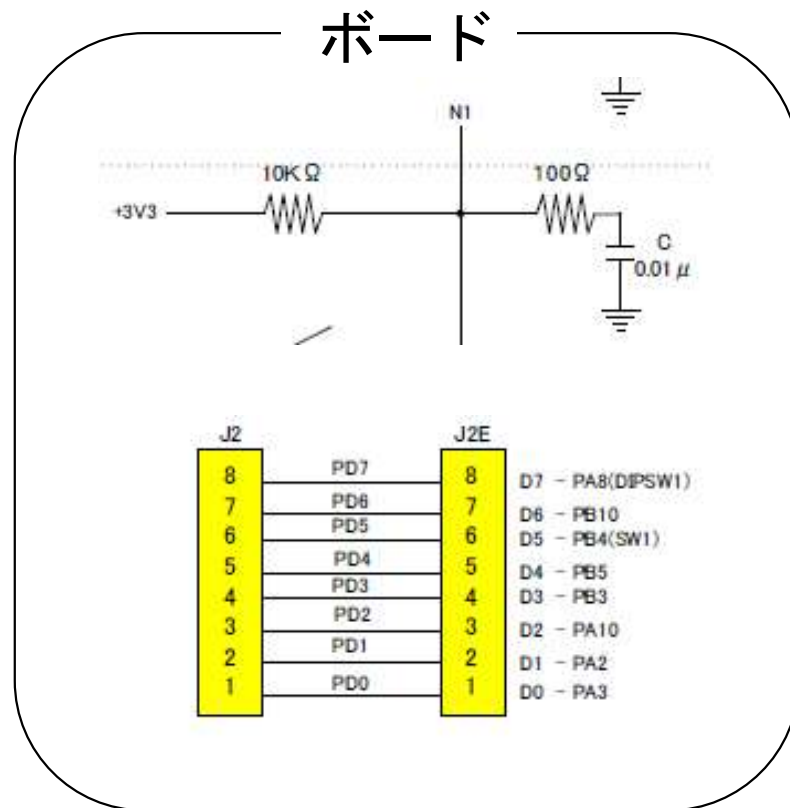 ボード
N1
10KΩ
100Ω
+3V3
C
0.01μ
J2
J2E
8
PD7
8
D7 - PA8(DIPSW1)
7
PD6
7
D6 - PB10
6
PD5
6
D5 - PB4(SW1)
5
PD4
5
D4 - PB5
4
PD3
4
D3 - PB3
3
PD2
3
D2 - PA10
2
PD1
2
D1 - PA2
1
PD0
1
D0 - PA3